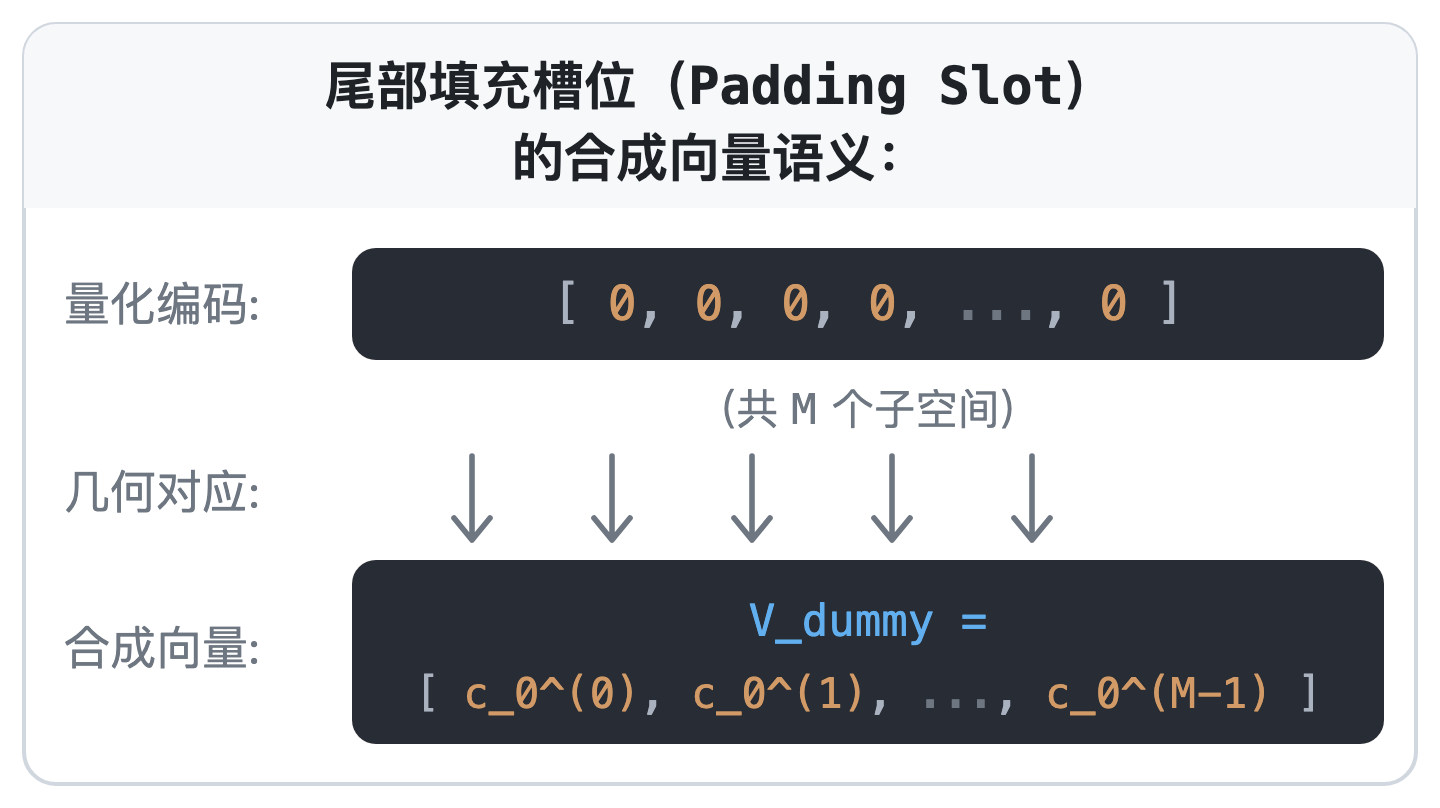 尾部填充槽位（Padding Slot）
的合成向量语义：
量化编码:
[ 0, 0, 0, 0, ..., 0 ]
(共 M 个子空间)
几何对应:
合成向量:
V_dummy =
[ c_0^(0), c_0^(1), ..., c_0^(M-1) ]